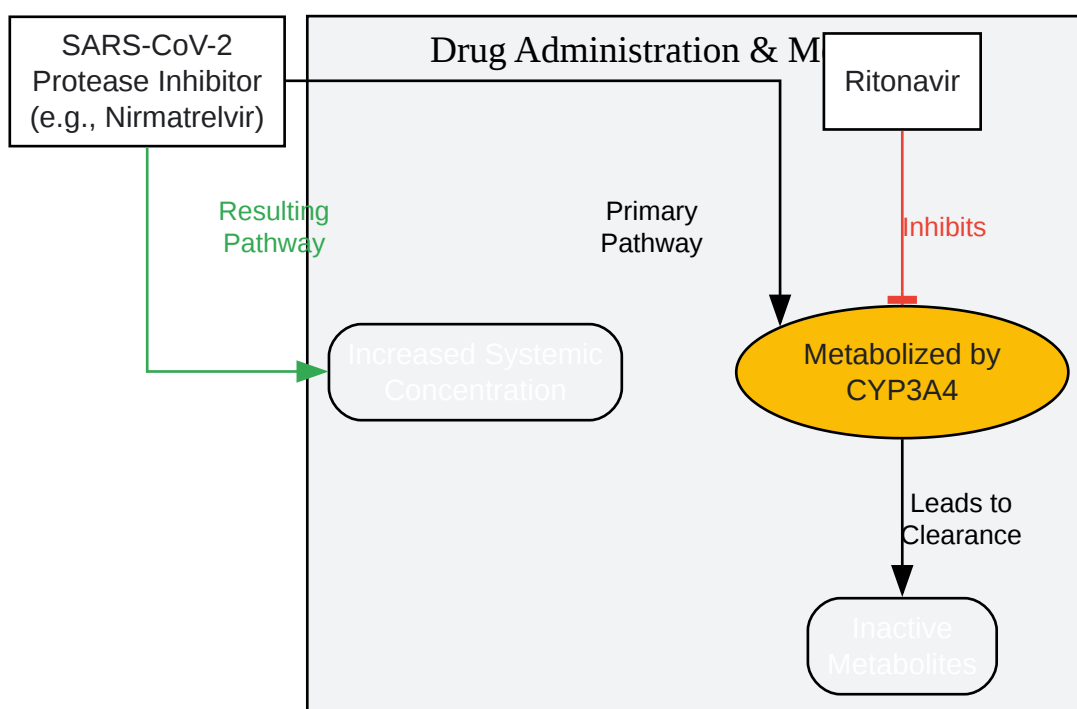 SARS-CoV-2
Protease Inhibitor
(e.g., Nirmatrelvir)
Drug Administration & M
Ritonavir
Resulting
Pathway
Primary
Pathway
Inhibits
Increased Systemic
Concentration
Metabolized by
CYP3A4
Leads to
Clearance
Inactive
Metabolites